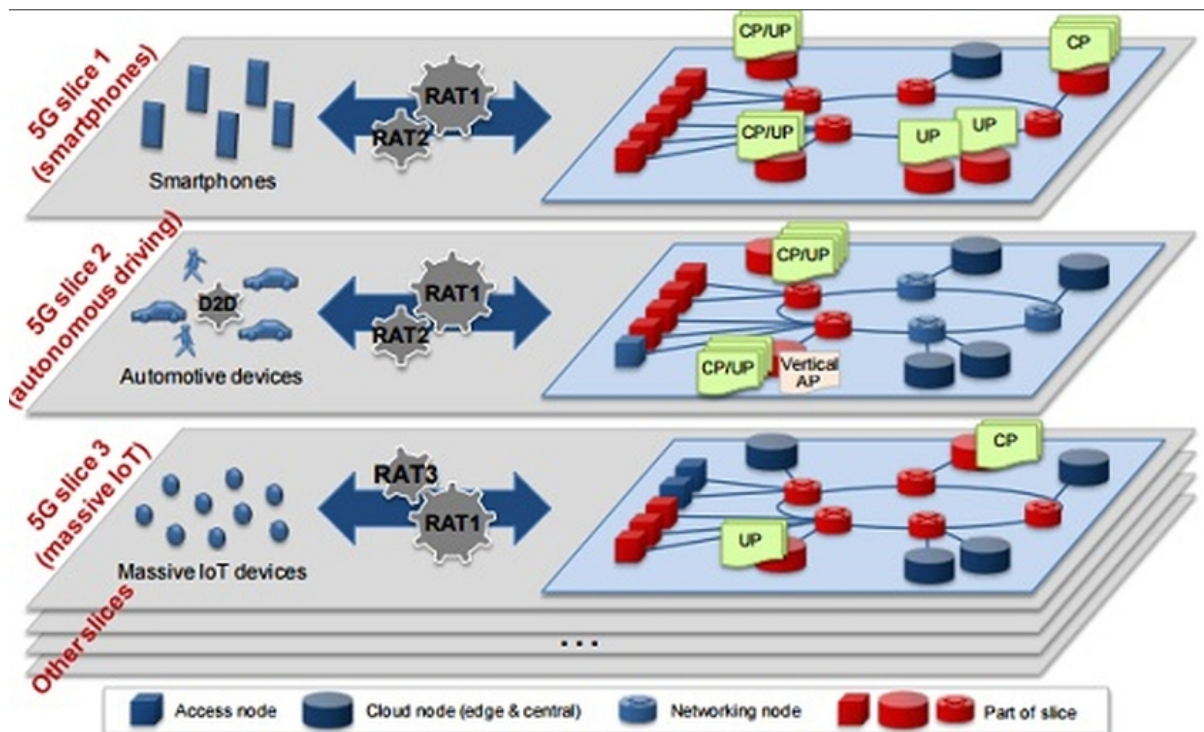 5G slice 1
(smartphones)
Smartphones
RAT1
RAT2
CP/UP
CP
CP/UP
UP
UP
5G slice 2
(autonomous driving)
D2D
Automotive devices
RAT1
RAT2
CP/UP
CP/UP
Vertical
AP
5G slice 3
(massive IoT)
Massive IoT devices
RAT3
RAT1
CP
UP
Other slices
...
Access node
Cloud node (edge & central)
Networking node
Part of slice